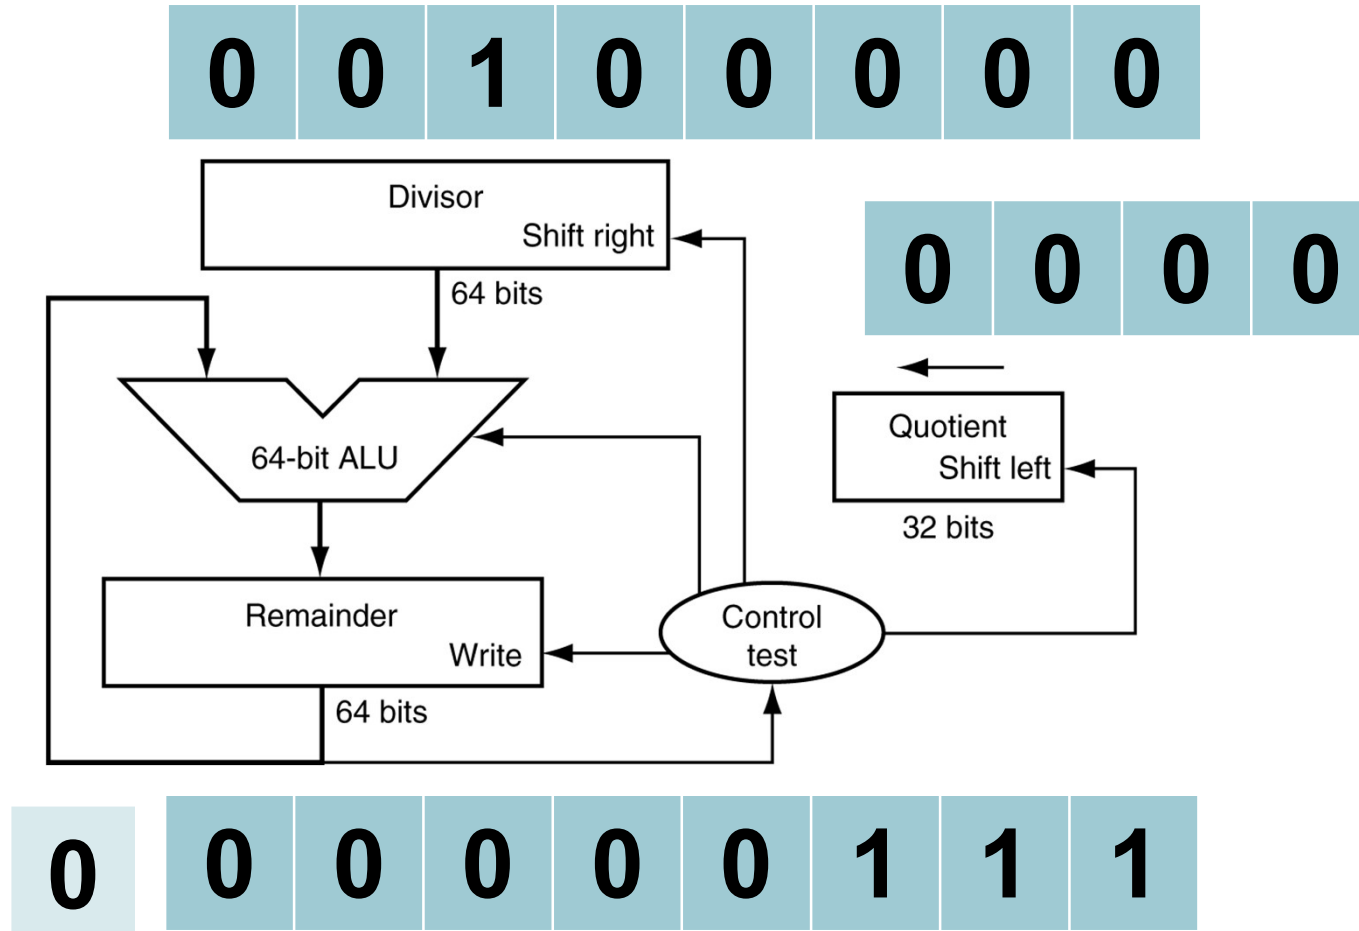 0 0 1 0 0 0 0 0
Divisor
Shift right
0 0 0 0
64 bits
Quotient
64-bit ALU
Shift left
32 bits
Remainder
Control
test
Write
64 bits
0 0 0 0 0 0 1 1 1